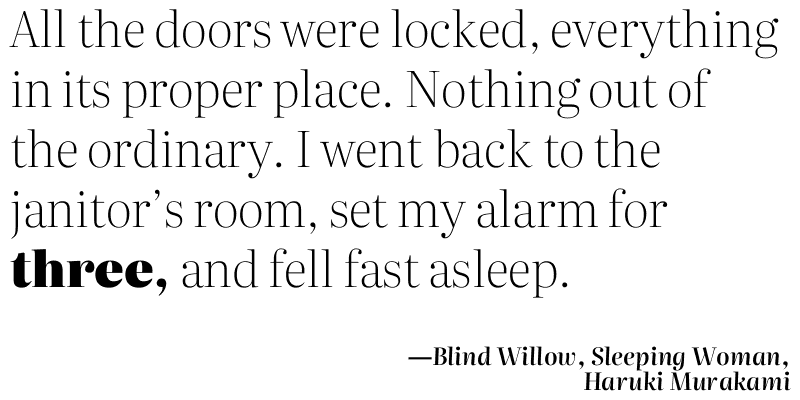 All the doors were locked, everything
in its proper place. Nothing out of
the ordinary. I went back to the
janitor’s room, set my alarm for
three, and fell fast asleep.
—Blind Willow, Sleeping Woman,
Haruki Murakami